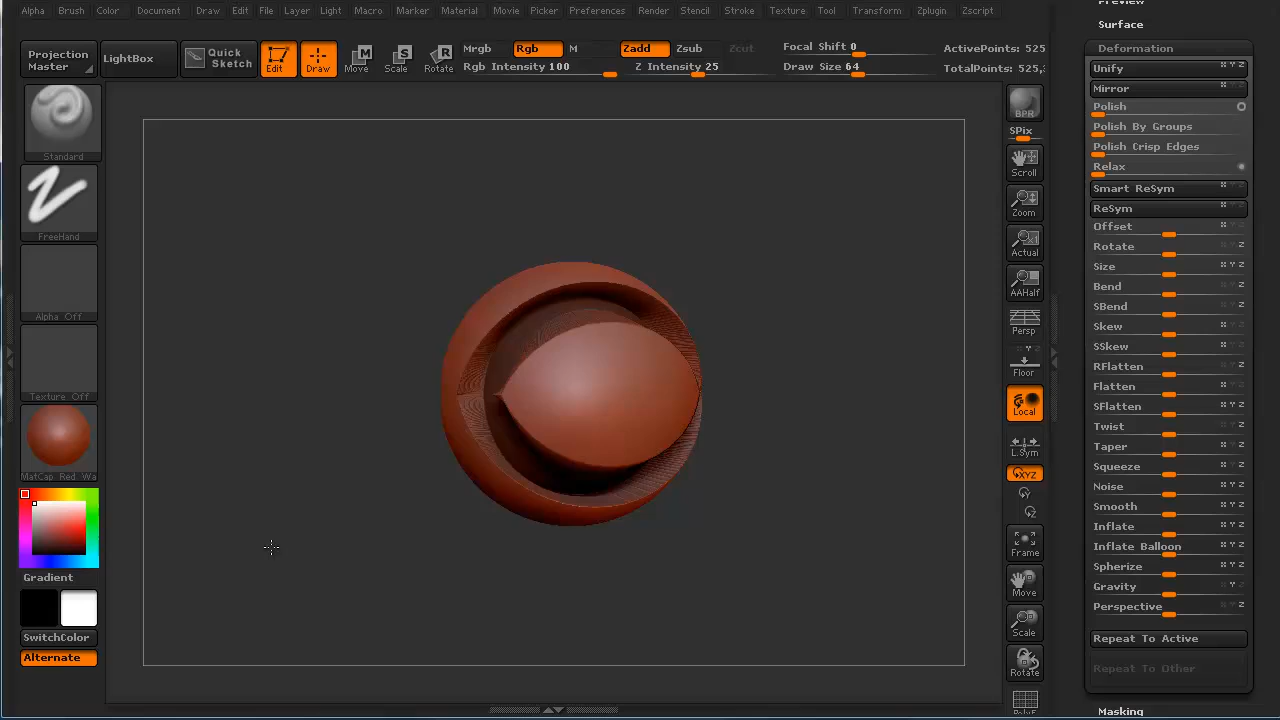 Alpha Brush Color Document Draw Edit File Layer Light Macro Marker Material Movie Picker Preferences Render Stencil Stroke Texture Tool Transform Zplugin Zscript
Projection Master
LightBox
Quick Sketch
Edit
Draw
Move
Scale
Rotate
Mrgb Rgb M
Rgb Intensity 100
Zadd Zsub Zcut
Z Intensity 25
Focal Shift 0
Draw Size 64
ActivePoints: 525
TotalPoints: 525,
Standard
FreeHand
Alpha Off
Texture Off
MatCap Red Wa
Gradient
SwitchColor
Alternate
BPR
SPix
Scroll
Zoom
Actual
AAHalf
Persp
Floor
Local
L.Sym
XYZ
Y
Z
Frame
Move
Scale
Rotate
PolyF
Preview
Surface
Deformation
Unify X Y Z
Mirror X Y Z
Polish
Polish By Groups
Polish Crisp Edges
Relax
Smart ReSym X Y Z
ReSym X Y Z
Offset X Y Z
Rotate X Y Z
Size X Y Z
Bend X Y Z
SBend X Y Z
Skew X Y Z
SSkew X Y Z
RFlatten X Y Z
Flatten X Y Z
SFlatten X Y Z
Twist X Y Z
Taper X Y Z
Squeeze X Y Z
Noise X Y Z
Smooth X Y Z
Inflate X Y Z
Inflate Balloon X Y Z
Spherize X Y Z
Gravity X Y Z
Perspective X Y Z
Repeat To Active
Repeat To Other
Masking